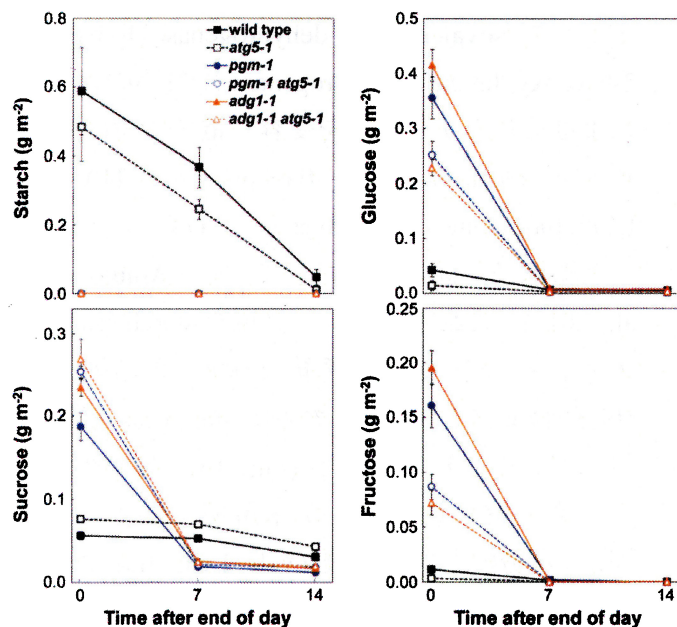 Starch (g m⁻²)
0.8
0.6
0.4
0.2
0.0
wild type
atg5-1
pgm-1
pgm-1 atg5-1
adg1-1
adg1-1 atg5-1
Glucose (g m⁻²)
0.5
0.4
0.3
0.2
0.1
0.0
Sucrose (g m⁻²)
0.3
0.2
0.1
0.0
0
7
14
Time after end of day
Fructose (g m⁻²)
0.25
0.20
0.15
0.10
0.05
0.00
0
7
14
Time after end of day